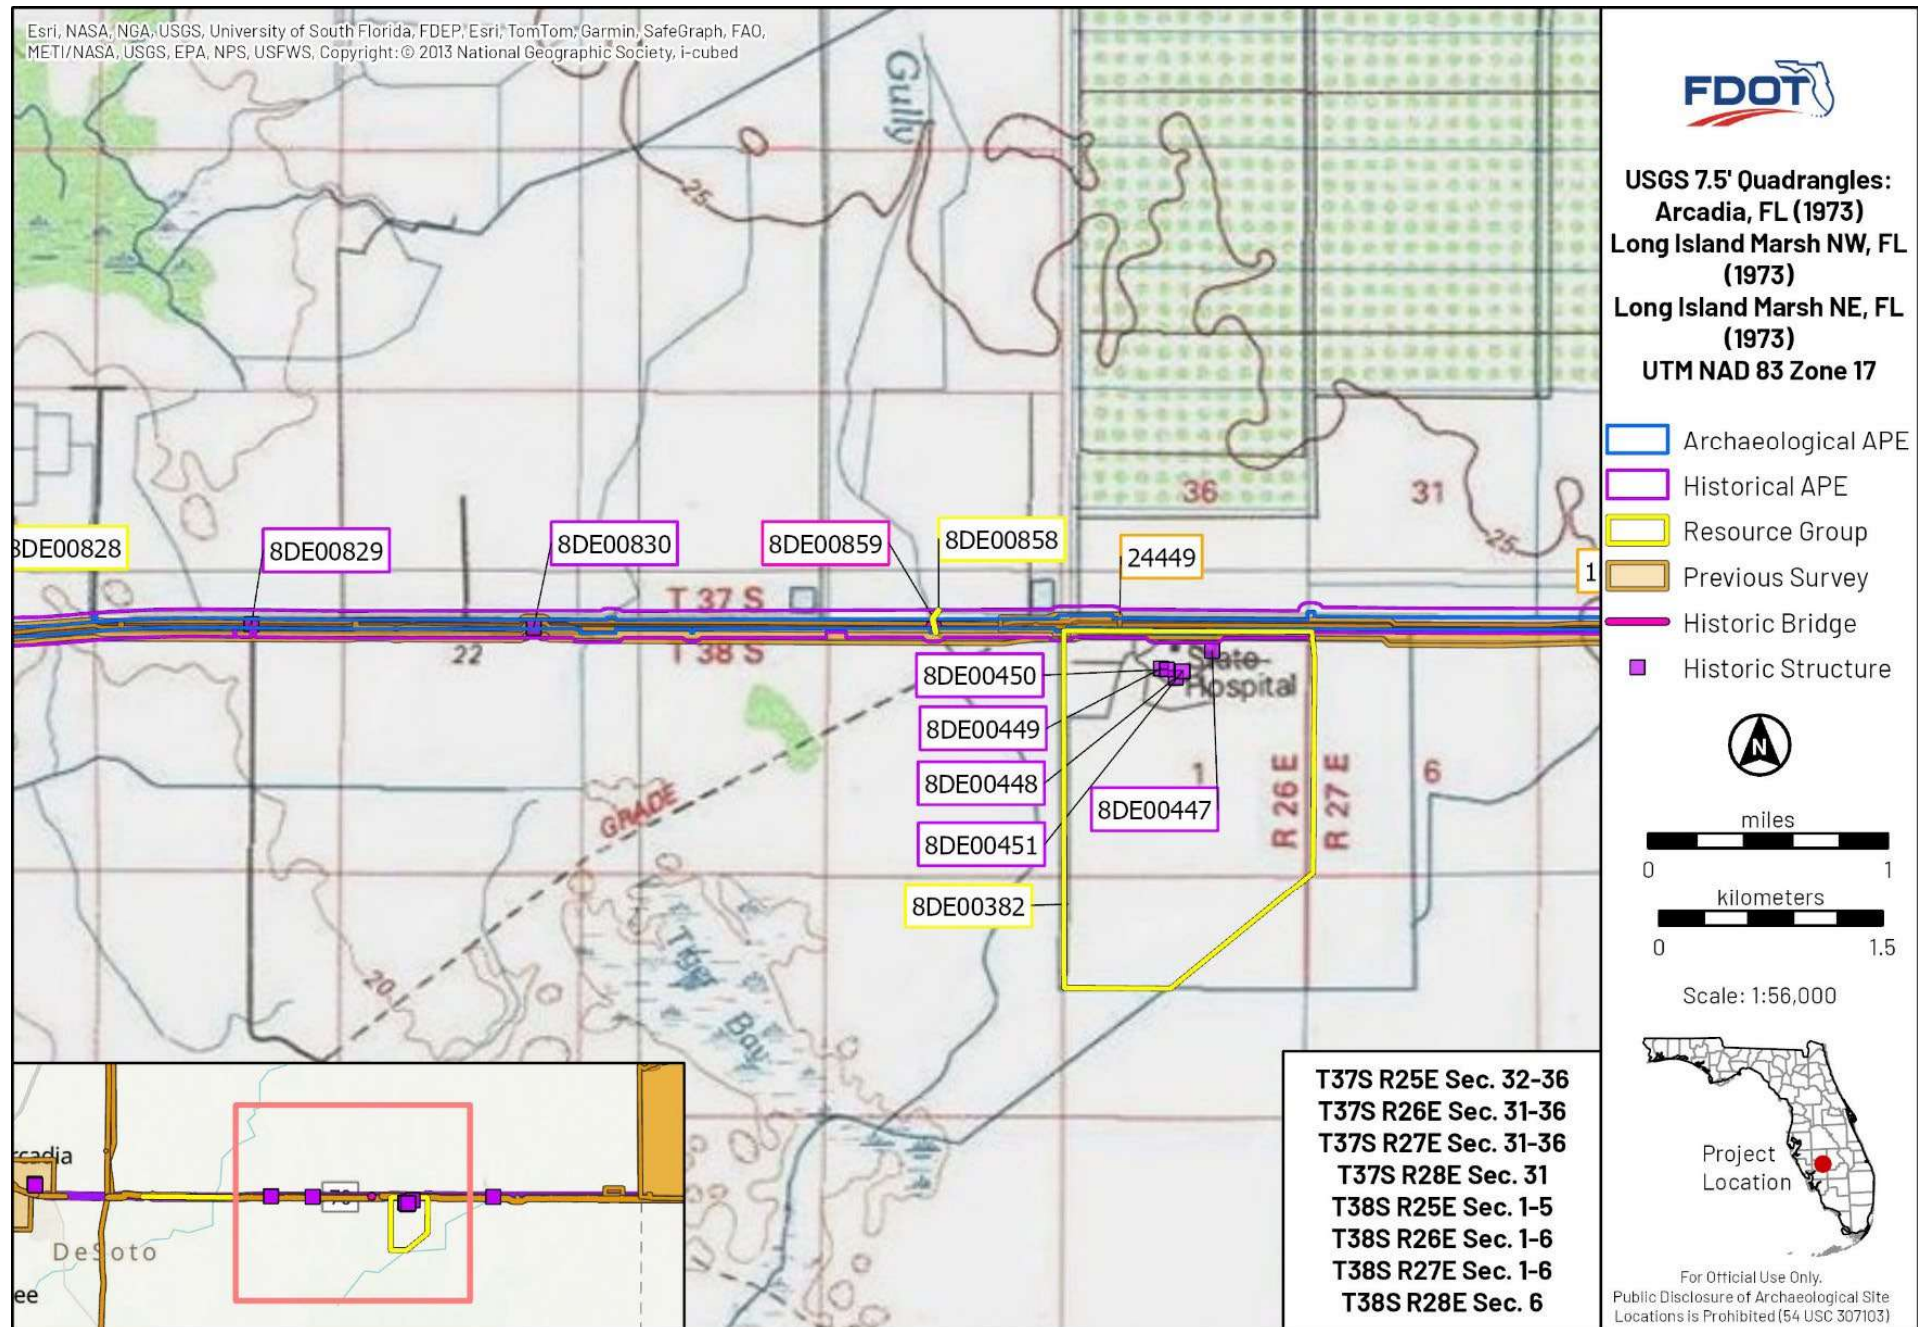 Esri, NASA, NGA, USGS, University of South Florida, FDEP, Esri, TomTom, Garmin, SafeGraph, FAO,
METI/NASA, USGS, EPA, NPS, USFWS, Copyright:© 2013 National Geographic Society, i-cubed
Gully
25
36
31
25
8DE00828
8DE00829
8DE00830
8DE00859
8DE00858
24449
1
T 37 S
22
T 38 S
State
Hospital
8DE00450
8DE00449
8DE00448
8DE00451
8DE00447
8DE00382
1
R 26 E
R 27 E
6
GRADE
20
Tiger
Bay
rcadia
DeSoto
ee
70
T37S R25E Sec. 32-36
T37S R26E Sec. 31-36
T37S R27E Sec. 31-36
T37S R28E Sec. 31
T38S R25E Sec. 1-5
T38S R26E Sec. 1-6
T38S R27E Sec. 1-6
T38S R28E Sec. 6
FDOT
USGS 7.5' Quadrangles:
Arcadia, FL (1973)
Long Island Marsh NW, FL
(1973)
Long Island Marsh NE, FL
(1973)
UTM NAD 83 Zone 17
Archaeological APE
Historical APE
Resource Group
Previous Survey
Historic Bridge
Historic Structure
N
miles
0 1
kilometers
0 1.5
Scale: 1:56,000
Project
Location
For Official Use Only.
Public Disclosure of Archaeological Site
Locations is Prohibited (54 USC 307103)